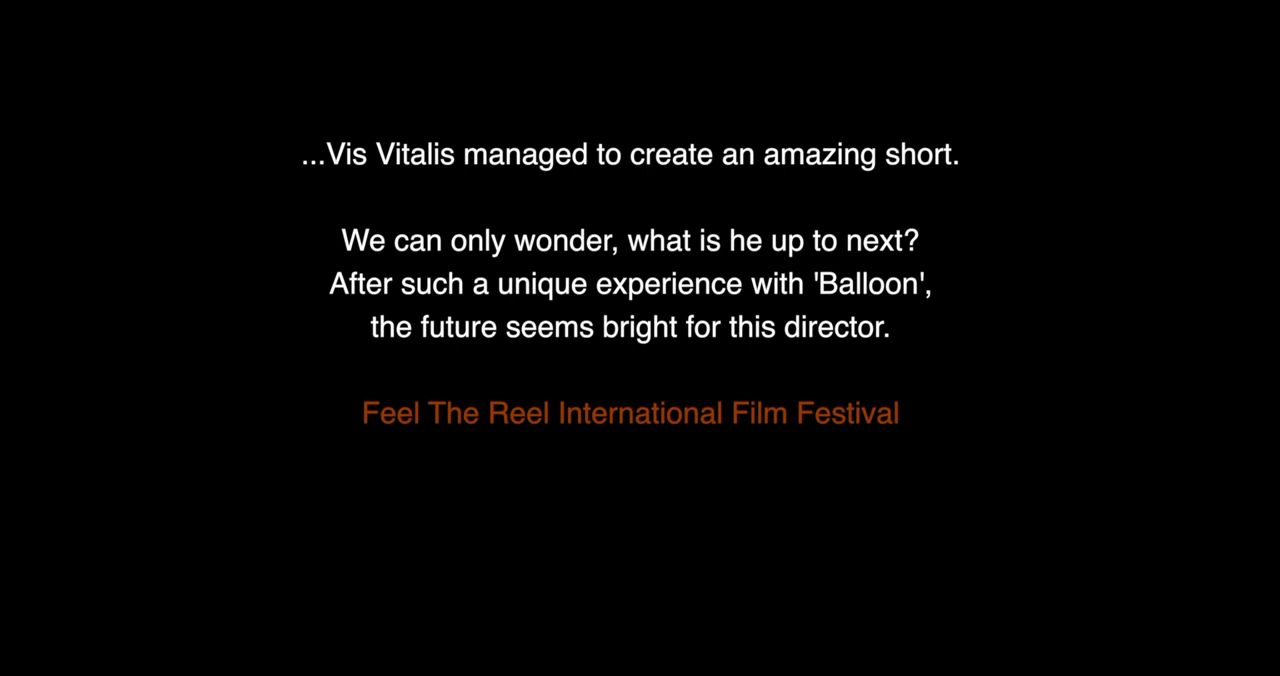 ...Vis Vitalis managed to create an amazing short.
We can only wonder, what is he up to next?
After such a unique experience with 'Balloon',
the future seems bright for this director.
Feel The Reel International Film Festival